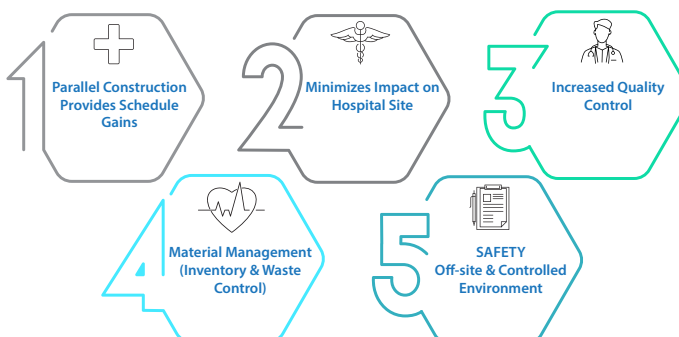 1
Parallel Construction
Provides Schedule
Gains
2
Minimizes Impact on
Hospital Site
3
Increased Quality
Control
4
Material Management
(Inventory & Waste
Control)
5
SAFETY
Off-site & Controlled
Environment